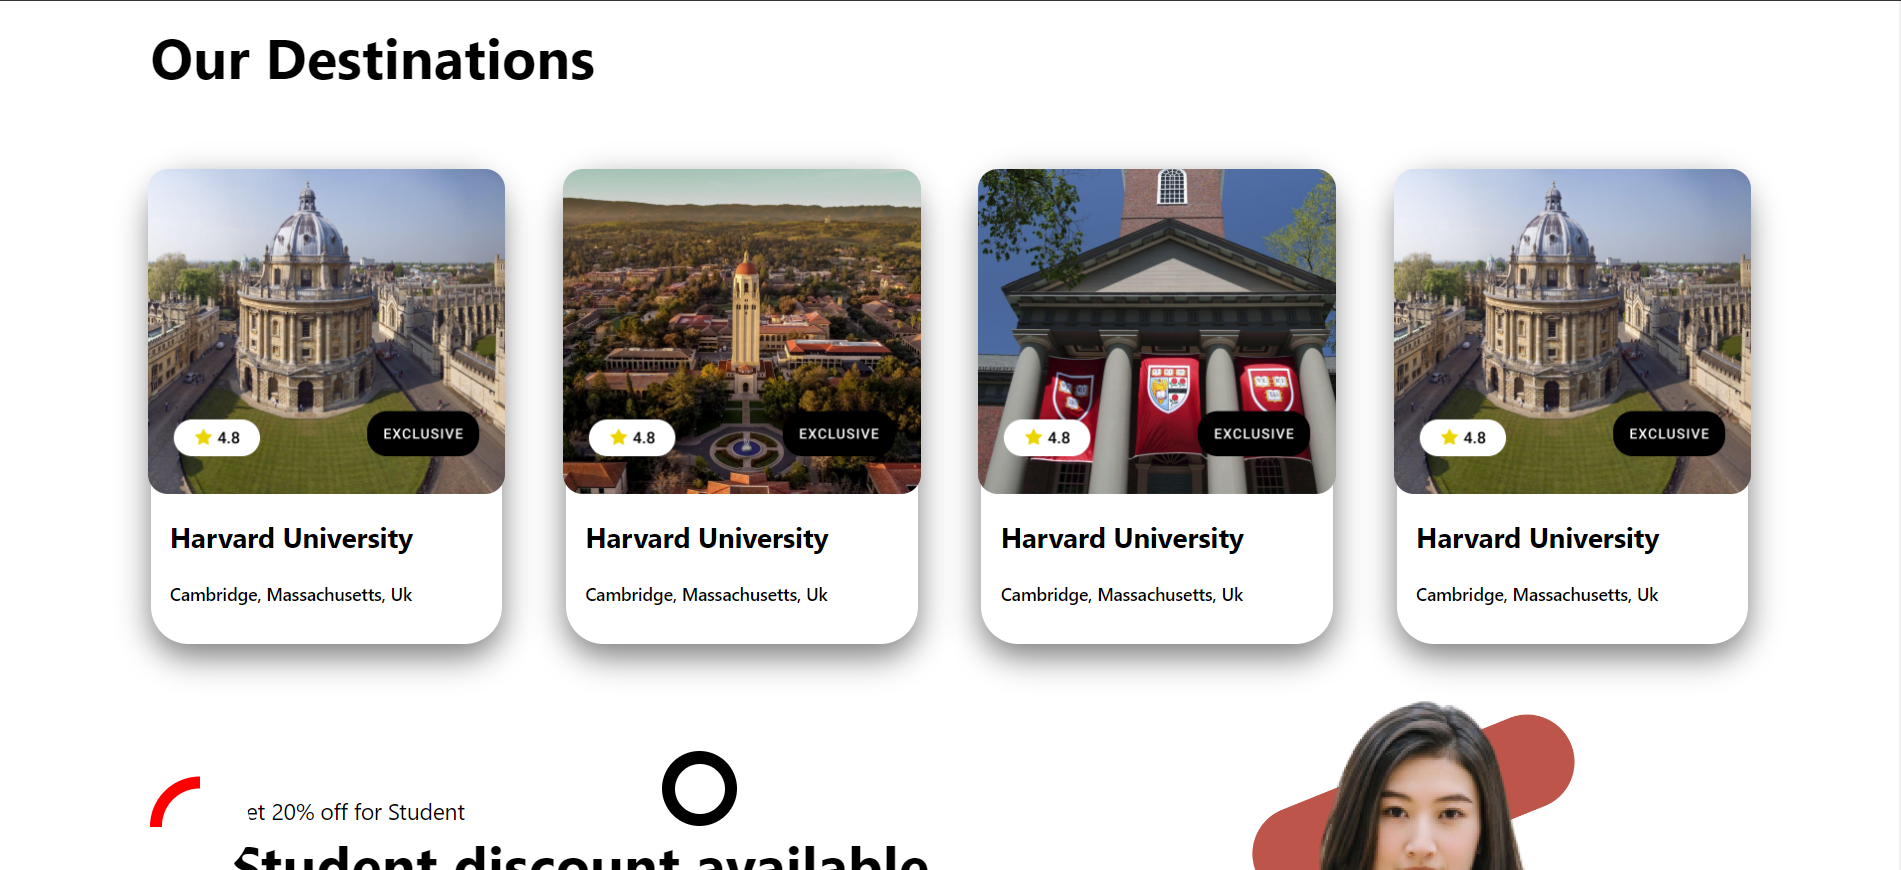 Our Destinations
4.8
EXCLUSIVE
4.8
EXCLUSIVE
4.8
EXCLUSIVE
4.8
EXCLUSIVE
Harvard University
Cambridge, Massachusetts, Uk
Harvard University
Cambridge, Massachusetts, Uk
Harvard University
Cambridge, Massachusetts, Uk
Harvard University
Cambridge, Massachusetts, Uk
et 20% off for Student
Student discount available